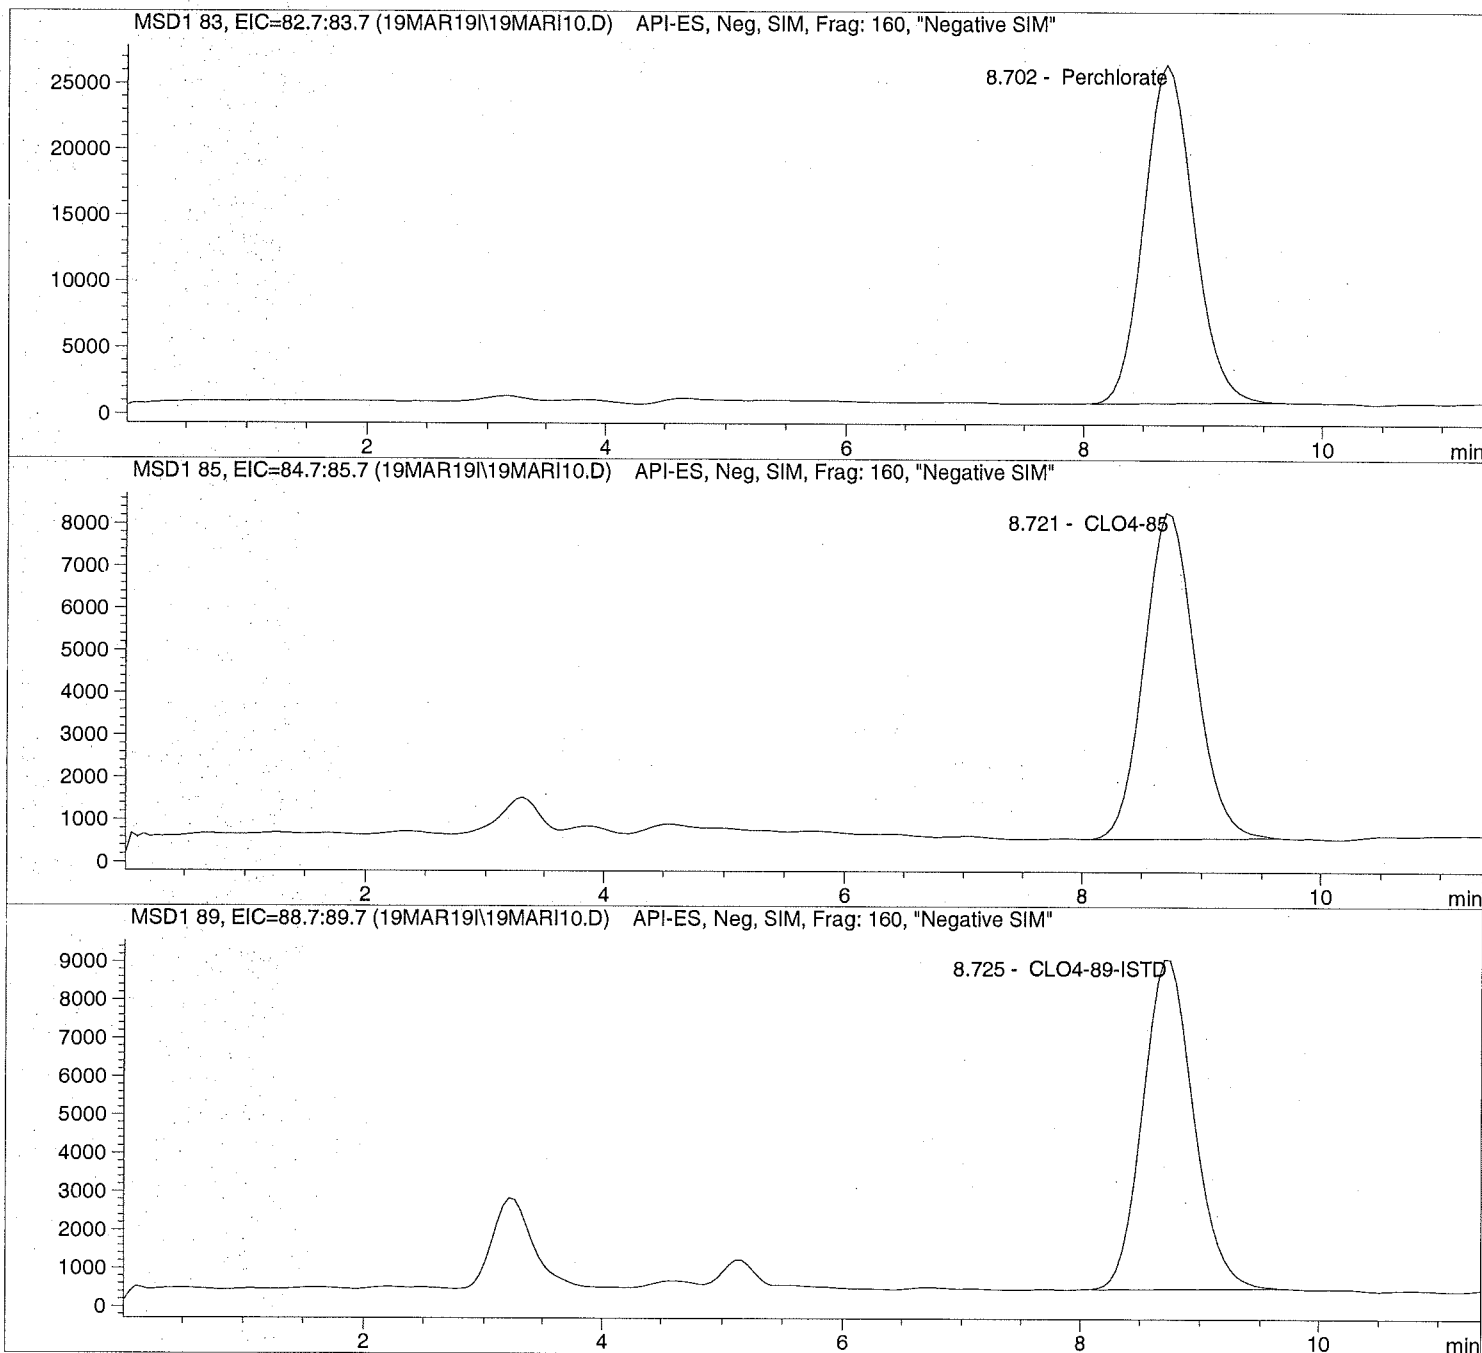 MSD1 83, EIC=82.7:83.7 (19MAR19I\19MARI10.D) API-ES, Neg, SIM, Frag: 160, "Negative SIM"
8.702 - Perchlorate
25000
20000
15000
10000
5000
0
2 4 6 8 10 min
MSD1 85, EIC=84.7:85.7 (19MAR19I\19MARI10.D) API-ES, Neg, SIM, Frag: 160, "Negative SIM"
8.721 - CLO4-85
8000
7000
6000
5000
4000
3000
2000
1000
0
2 4 6 8 10 min
MSD1 89, EIC=88.7:89.7 (19MAR19I\19MARI10.D) API-ES, Neg, SIM, Frag: 160, "Negative SIM"
8.725 - CLO4-89-ISTD
9000
8000
7000
6000
5000
4000
3000
2000
1000
0
2 4 6 8 10 min